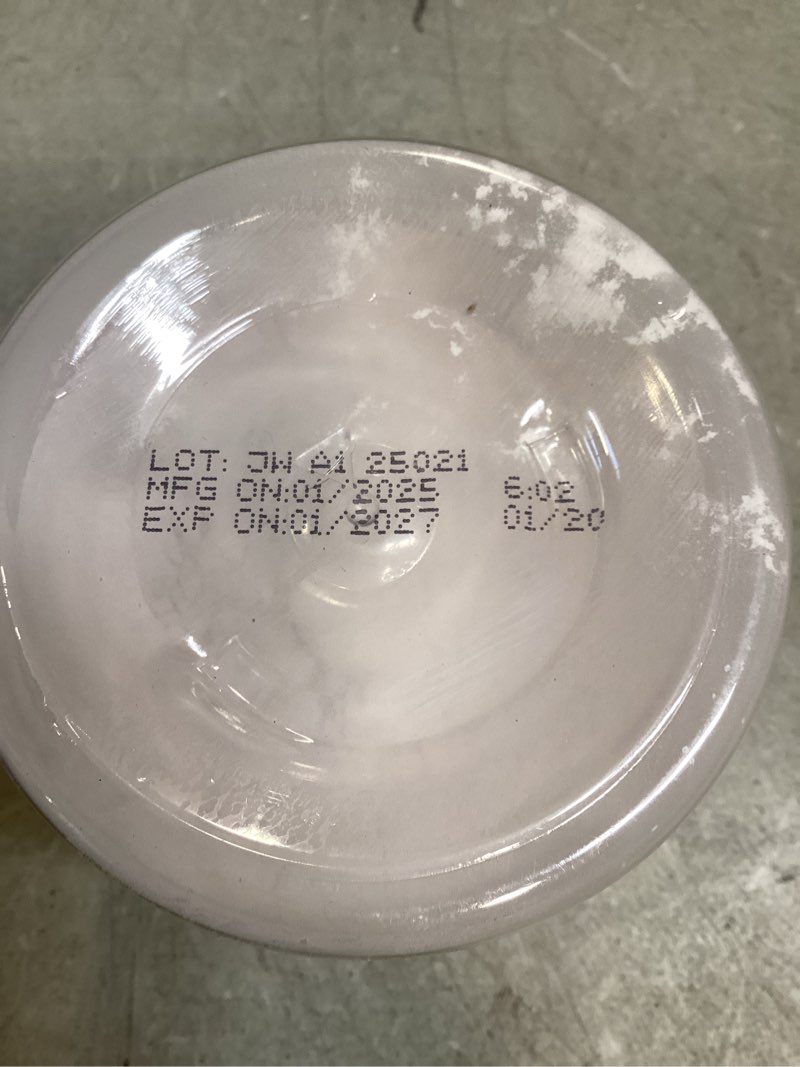 LOT: JW A1 25021
MFG ON:01/2025 6:02
EXP ON:01/2027 01/20